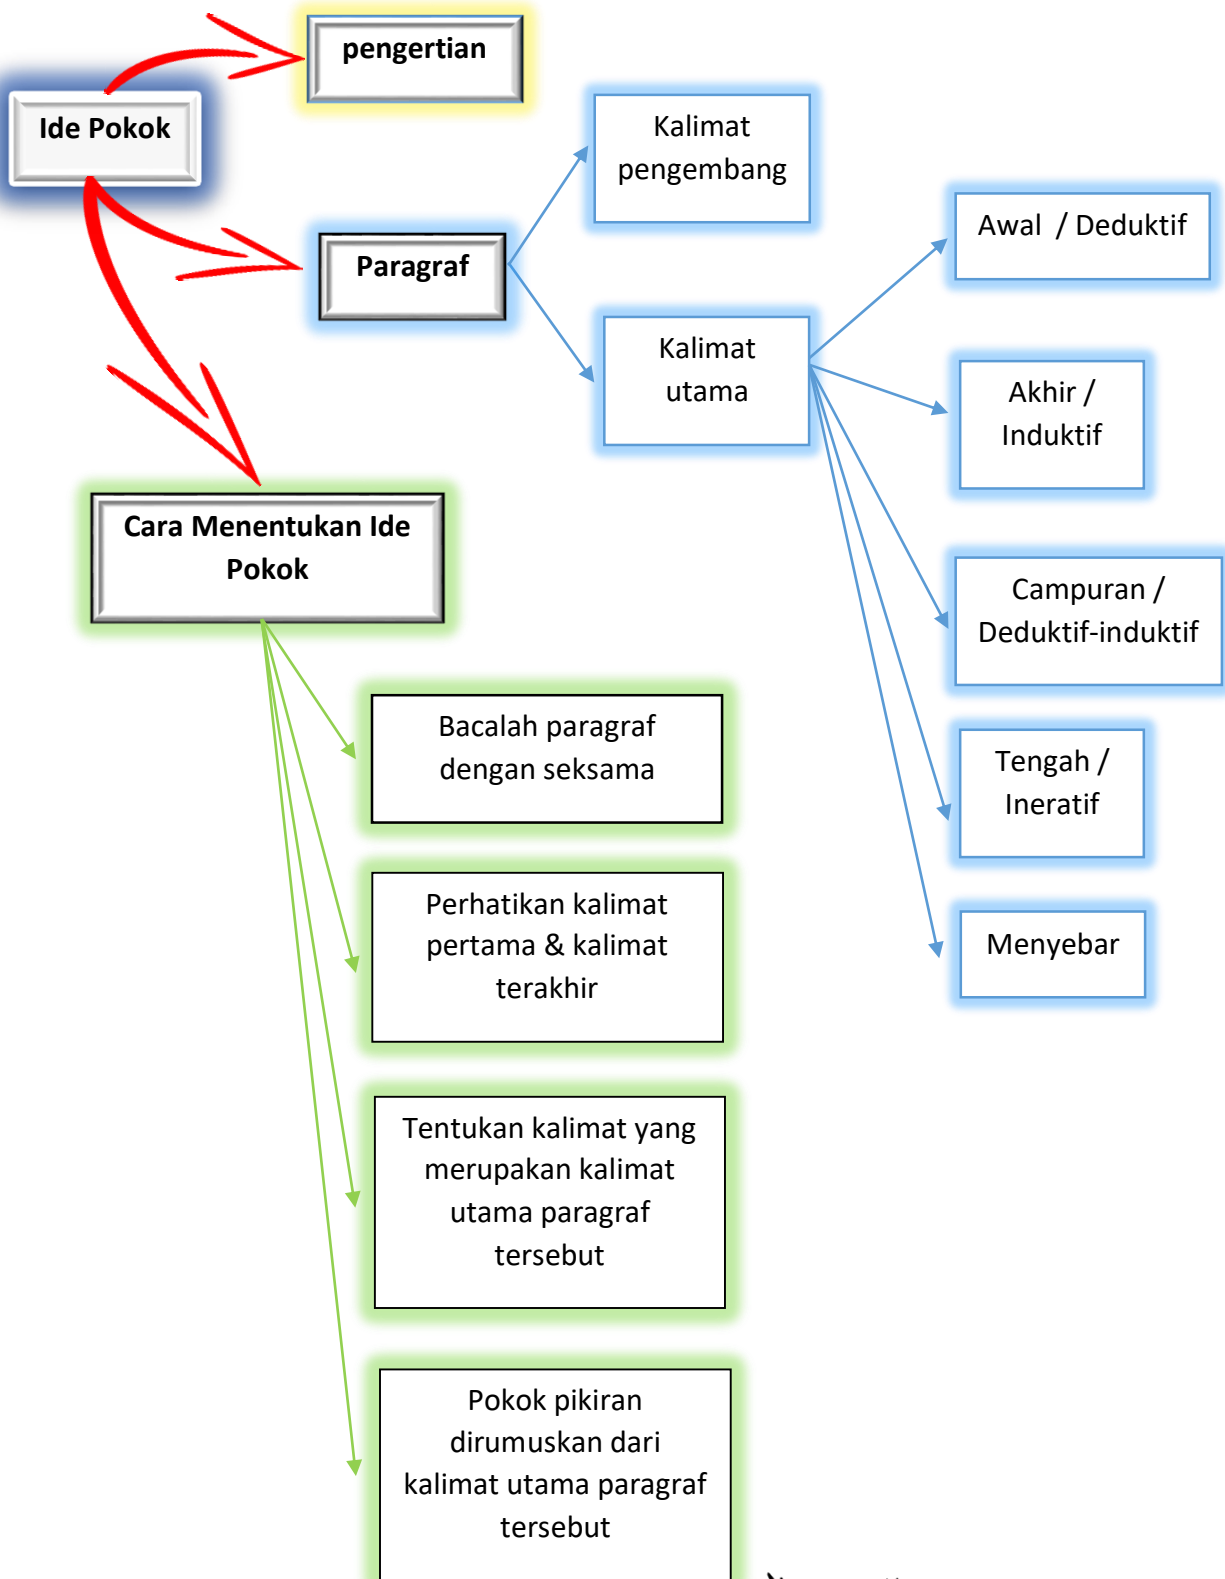 pengertian
Ide Pokok
Kalimat
pengembang
Awal / Deduktif
Paragraf
Kalimat
utama
Akhir /
Induktif
Cara Menentukan Ide
Pokok
Campuran /
Deduktif-induktif
Bacalah paragraf
dengan seksama
Tengah /
Ineratif
Perhatikan kalimat
pertama & kalimat
terakhir
Menyebar
Tentukan kalimat yang
merupakan kalimat
utama paragraf
tersebut
Pokok pikiran
dirumuskan dari
kalimat utama paragraf
tersebut